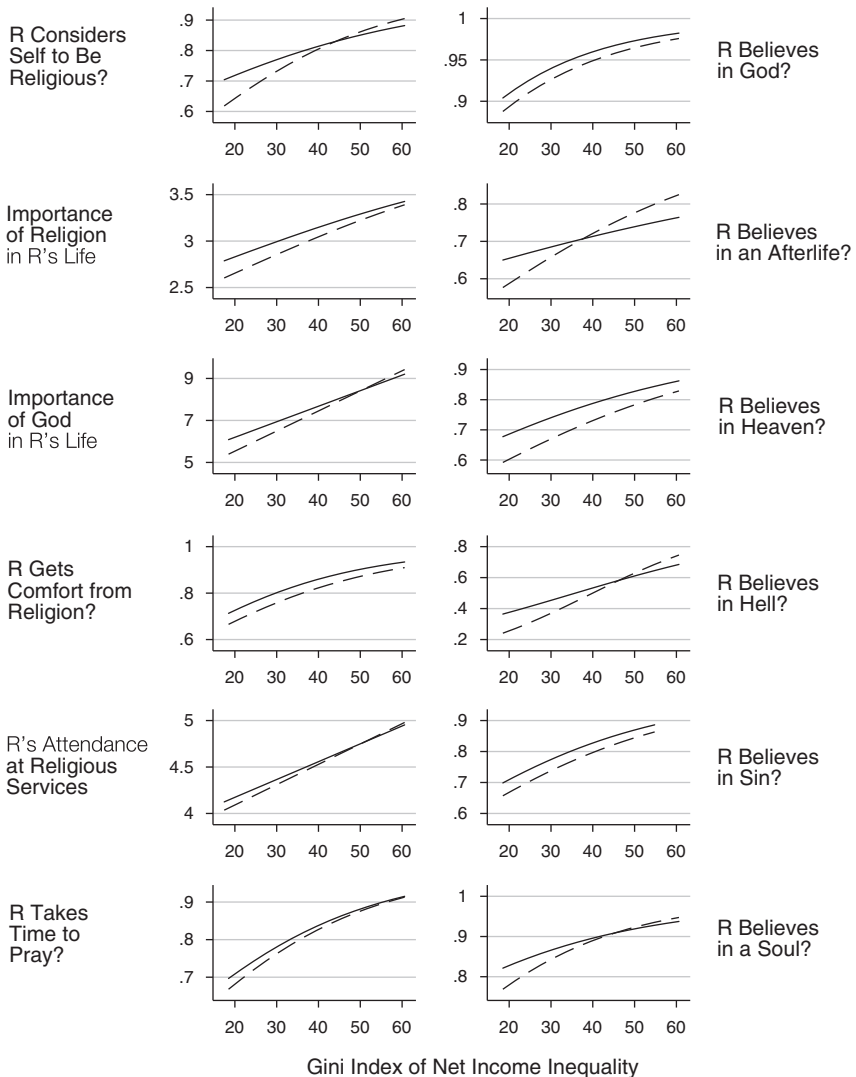 R Considers
Self to Be
Religious?
.9
.8
.7
.6
20 30 40 50 60
1
.95
.9
20 30 40 50 60
R Believes
in God?
Importance
of Religion
in R's Life
3.5
3
2.5
20 30 40 50 60
.8
.7
.6
20 30 40 50 60
R Believes
in an Afterlife?
Importance
of God
in R's Life
9
7
5
20 30 40 50 60
.9
.8
.7
.6
20 30 40 50 60
R Believes
in Heaven?
R Gets
Comfort from
Religion?
1
.8
.6
20 30 40 50 60
.8
.6
.4
.2
20 30 40 50 60
R Believes
in Hell?
R's Attendance
at Religious
Services
5
4.5
4
20 30 40 50 60
.9
.8
.7
.6
20 30 40 50 60
R Believes
in Sin?
R Takes
Time to
Pray?
.9
.8
.7
20 30 40 50 60
1
.9
.8
20 30 40 50 60
R Believes
in a Soul?
Gini Index of Net Income Inequality